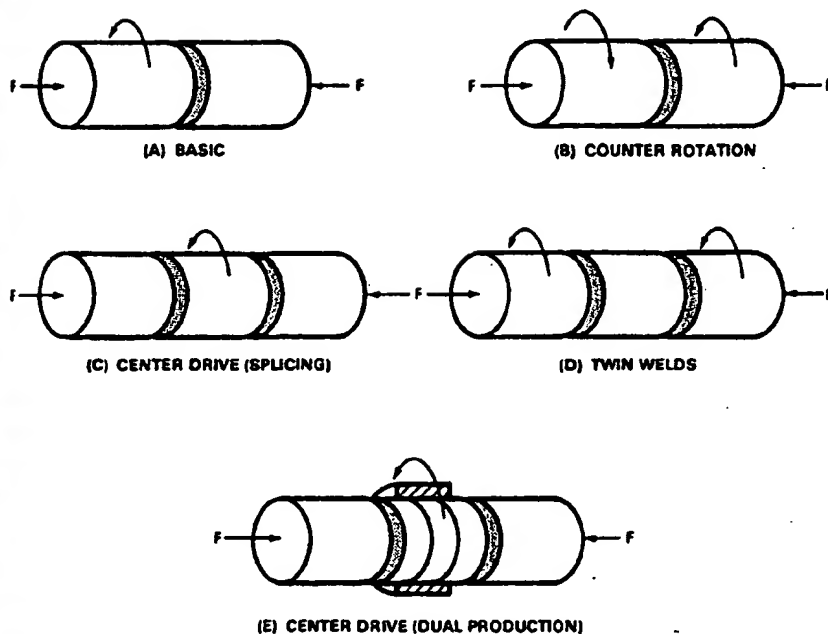 F F
(A) BASIC
F F
(B) COUNTER ROTATION
F F
(C) CENTER DRIVE (SPLICING)
F
(D) TWIN WELDS
F F
(E) CENTER DRIVE (DUAL PRODUCTION)